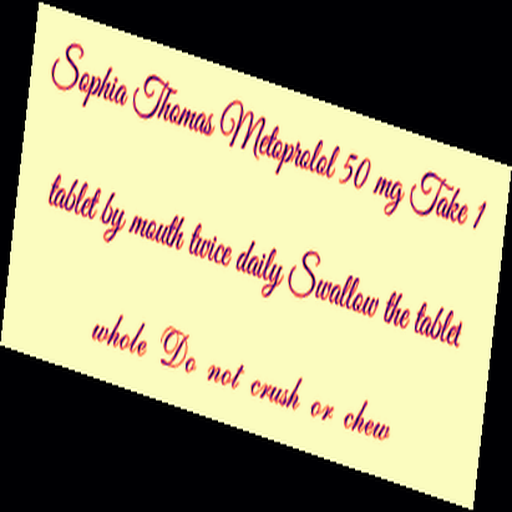 Sophia Thomas Metoprolol 50 mg Take 1
tablet by mouth twice daily Swallow the tablet
whole Do not crush or chew